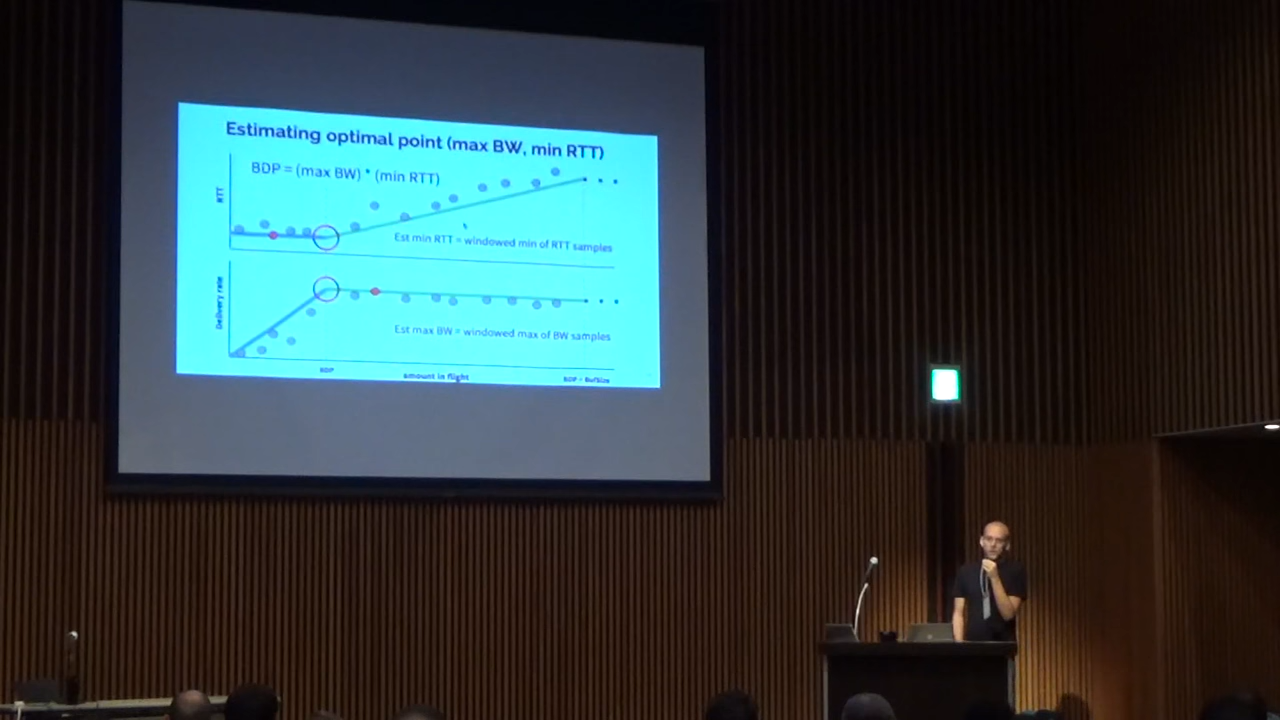 Estimating optimal point (max BW, min RTT)
BDP = (max BW) * (min RTT)
RTT
Est min RTT = windowed min of RTT samples
Delivery rate
Est max BW = windowed max of BW samples
BDP
amount in flight
BDP + BufSize